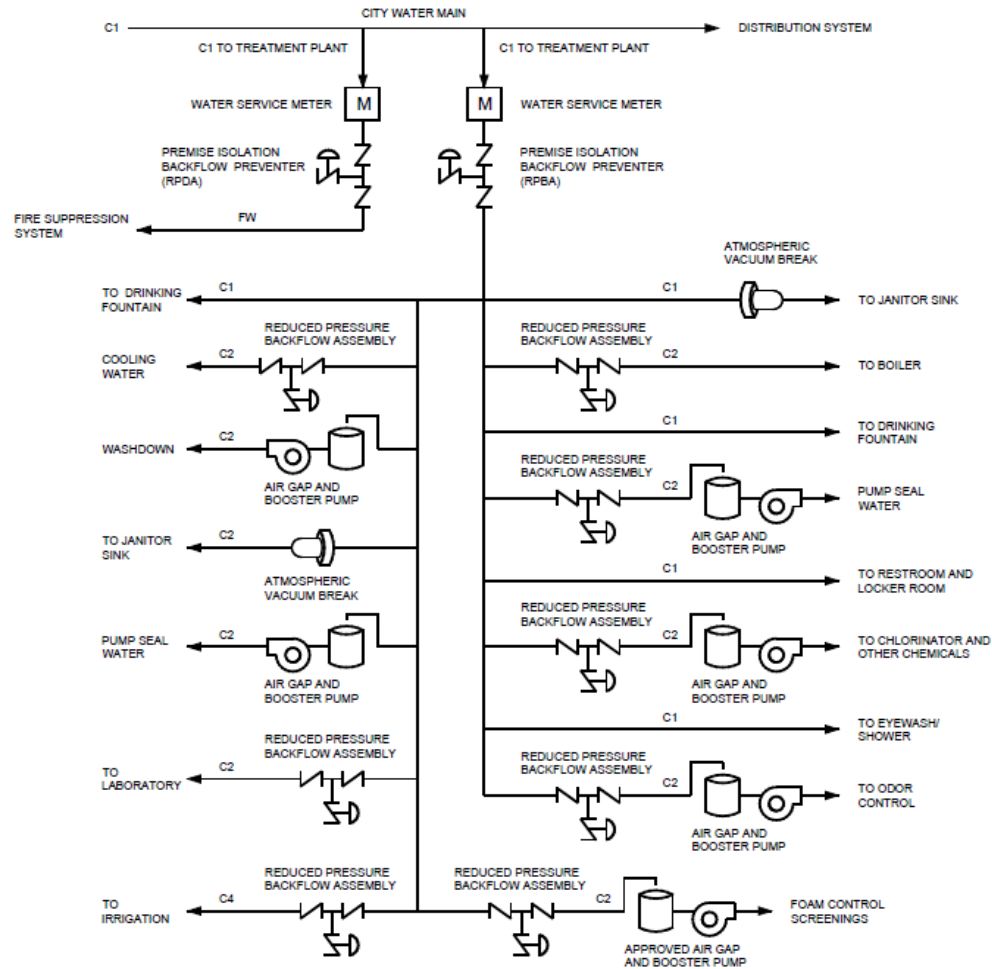 CITY WATER MAIN
C1
DISTRIBUTION SYSTEM
C1 TO TREATMENT PLANT
C1 TO TREATMENT PLANT
WATER SERVICE METER
M
M
WATER SERVICE METER
PREMISE ISOLATION
BACKFLOW PREVENTER
(RPDA)
PREMISE ISOLATION
BACKFLOW PREVENTER
(RPBA)
FIRE SUPPRESSION
SYSTEM
FW
ATMOSPHERIC
VACUUM BREAK
TO DRINKING
FOUNTAIN
C1
C1
TO JANITOR SINK
REDUCED PRESSURE
BACKFLOW ASSEMBLY
REDUCED PRESSURE
BACKFLOW ASSEMBLY
COOLING
WATER
C2
C2
TO BOILER
WASHDOWN
C2
AIR GAP AND
BOOSTER PUMP
C1
TO DRINKING
FOUNTAIN
REDUCED PRESSURE
BACKFLOW ASSEMBLY
C2
PUMP SEAL
WATER
AIR GAP AND
BOOSTER PUMP
TO JANITOR
SINK
C2
ATMOSPHERIC
VACUUM BREAK
C1
TO RESTROOM AND
LOCKER ROOM
PUMP SEAL
WATER
C2
AIR GAP AND
BOOSTER PUMP
REDUCED PRESSURE
BACKFLOW ASSEMBLY
C2
TO CHLORINATOR AND
OTHER CHEMICALS
AIR GAP AND
BOOSTER PUMP
C1
TO EYEWASH/
SHOWER
REDUCED PRESSURE
BACKFLOW ASSEMBLY
TO
LABORATORY
C2
REDUCED PRESSURE
BACKFLOW ASSEMBLY
C2
TO ODOR
CONTROL
AIR GAP AND
BOOSTER PUMP
REDUCED PRESSURE
BACKFLOW ASSEMBLY
REDUCED PRESSURE
BACKFLOW ASSEMBLY
TO
IRRIGATION
C4
C2
FOAM CONTROL
SCREENINGS
APPROVED AIR GAP
AND BOOSTER PUMP